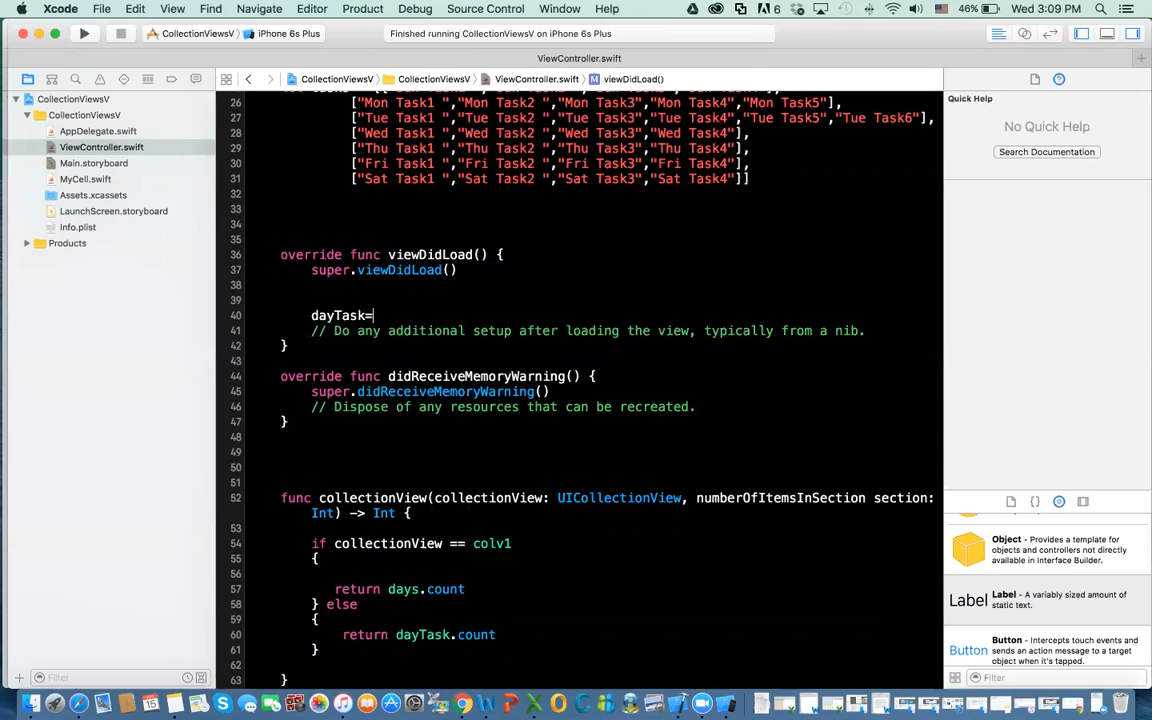 Xcode File Edit View Find Navigate Editor Product Debug Source Control Window Help 6 46% Wed 3:09 PM
CollectionViewsV iPhone 6s Plus Finished running CollectionViewsV on iPhone 6s Plus
ViewController.swift
CollectionViewsV CollectionViewsV ViewController.swift M viewDidLoad()
CollectionViewsV
CollectionViewsV
AppDelegate.swift
ViewController.swift
Main.storyboard
MyCell.swift
Assets.xcassets
LaunchScreen.storyboard
Info.plist
Products
Filter
26 ["Mon Task1 ","Mon Task2 ","Mon Task3","Mon Task4","Mon Task5"],
27 ["Tue Task1 ","Tue Task2 ","Tue Task3","Tue Task4","Tue Task5","Tue Task6"],
28 ["Wed Task1 ","Wed Task2 ","Wed Task3","Wed Task4"],
29 ["Thu Task1 ","Thu Task2 ","Thu Task3","Thu Task4"],
30 ["Fri Task1 ","Fri Task2 ","Fri Task3","Fri Task4"],
31 ["Sat Task1 ","Sat Task2 ","Sat Task3","Sat Task4"]]
32
33
34
35
36 override func viewDidLoad() {
37 super.viewDidLoad()
38
39
40 dayTask=
41 // Do any additional setup after loading the view, typically from a nib.
42 }
43
44 override func didReceiveMemoryWarning() {
45 super.didReceiveMemoryWarning()
46 // Dispose of any resources that can be recreated.
47 }
48
49
50
51
52 func collectionView(collectionView: UICollectionView, numberOfItemsInSection section:
Int) -> Int {
53
54 if collectionView == colv1
55 {
56
57 return days.count
58 } else
59 {
60 return dayTask.count
61 }
62
63 }
Quick Help
No Quick Help
Search Documentation
Object - Provides a template for
objects and controllers not directly
available in Interface Builder.
Label Label - A variably sized amount of
static text.
Button Button - Intercepts touch events and
sends an action message to a target
object when it's tapped.
Filter